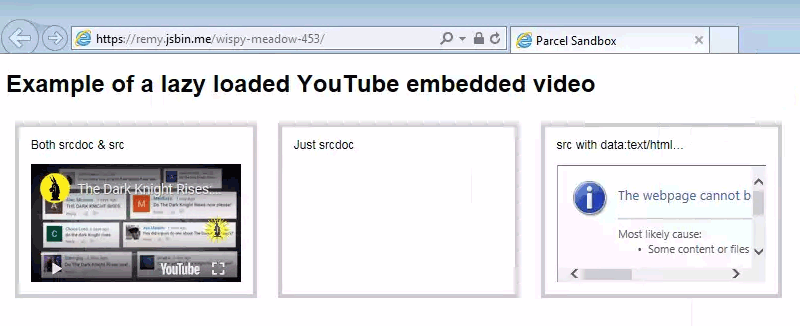 https://remy.jsbin.me/wispy-meadow-453/
Parcel Sandbox
Example of a lazy loaded YouTube embedded video
Both srcdoc & src
The Dark Knight Rises:...
YouTube
Just srcdoc
src with data:text/html...
The webpage cannot b
Most likely cause:
• Some content or files